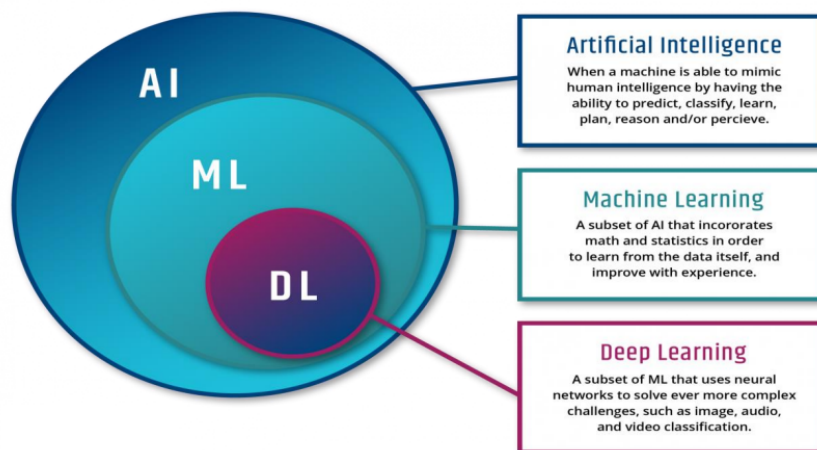 AI
ML
DL
Artificial Intelligence
When a machine is able to mimic
human intelligence by having the
ability to predict, classify, learn,
plan, reason and/or percieve.
Machine Learning
A subset of AI that incororates
math and statistics in order
to learn from the data itself, and
improve with experience.
Deep Learning
A subset of ML that uses neural
networks to solve ever more complex
challenges, such as image, audio,
and video classification.